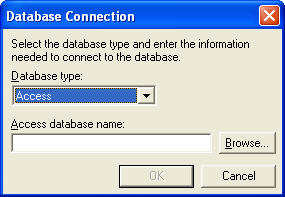 Database Connection
Select the database type and enter the information
needed to connect to the database.
Database type:
Access
Access database name:
Browse...
OK
Cancel